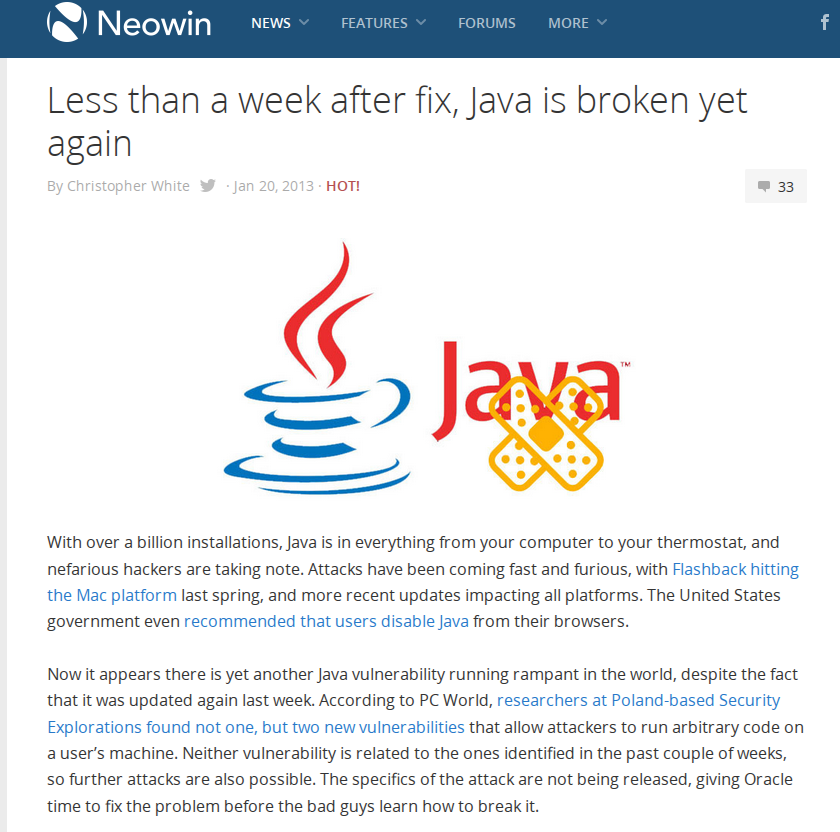 Neowin
NEWS
FEATURES
FORUMS
MORE
Less than a week after fix, Java is broken yet
again
By Christopher White · Jan 20, 2013 · HOT!
33
Java™
With over a billion installations, Java is in everything from your computer to your thermostat, and
nefarious hackers are taking note. Attacks have been coming fast and furious, with Flashback hitting
the Mac platform last spring, and more recent updates impacting all platforms. The United States
government even recommended that users disable Java from their browsers.
Now it appears there is yet another Java vulnerability running rampant in the world, despite the fact
that it was updated again last week. According to PC World, researchers at Poland-based Security
Explorations found not one, but two new vulnerabilities that allow attackers to run arbitrary code on
a user’s machine. Neither vulnerability is related to the ones identified in the past couple of weeks,
so further attacks are also possible. The specifics of the attack are not being released, giving Oracle
time to fix the problem before the bad guys learn how to break it.